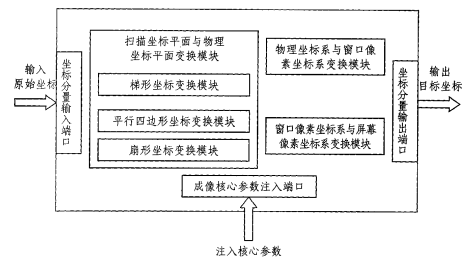 输入
原始坐标
坐标分量输入端口
扫描坐标平面与物理
坐标平面变换模块
梯形坐标变换模块
平行四边形坐标变换模块
扇形坐标变换模块
物理坐标系与窗口像
素坐标系变换模块
窗口像素坐标系与屏幕
像素坐标系变换模块
坐标分量输出端口
输出
目标坐标
成像核心参数注入端口
注入核心参数